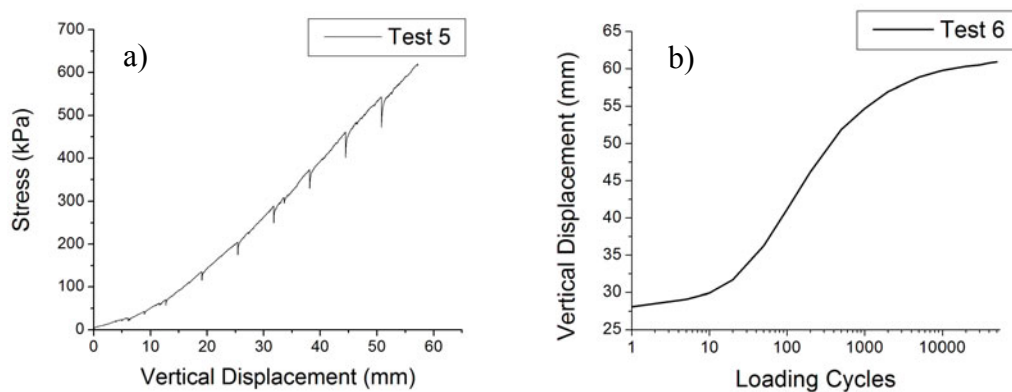 a)
Test 5
Stress (kPa)
700
600
500
400
300
200
100
0
0 10 20 30 40 50 60
Vertical Displacement (mm)
b)
Test 6
Vertical Displacement (mm)
65
60
55
50
45
40
35
30
25
1 10 100 1000 10000
Loading Cycles